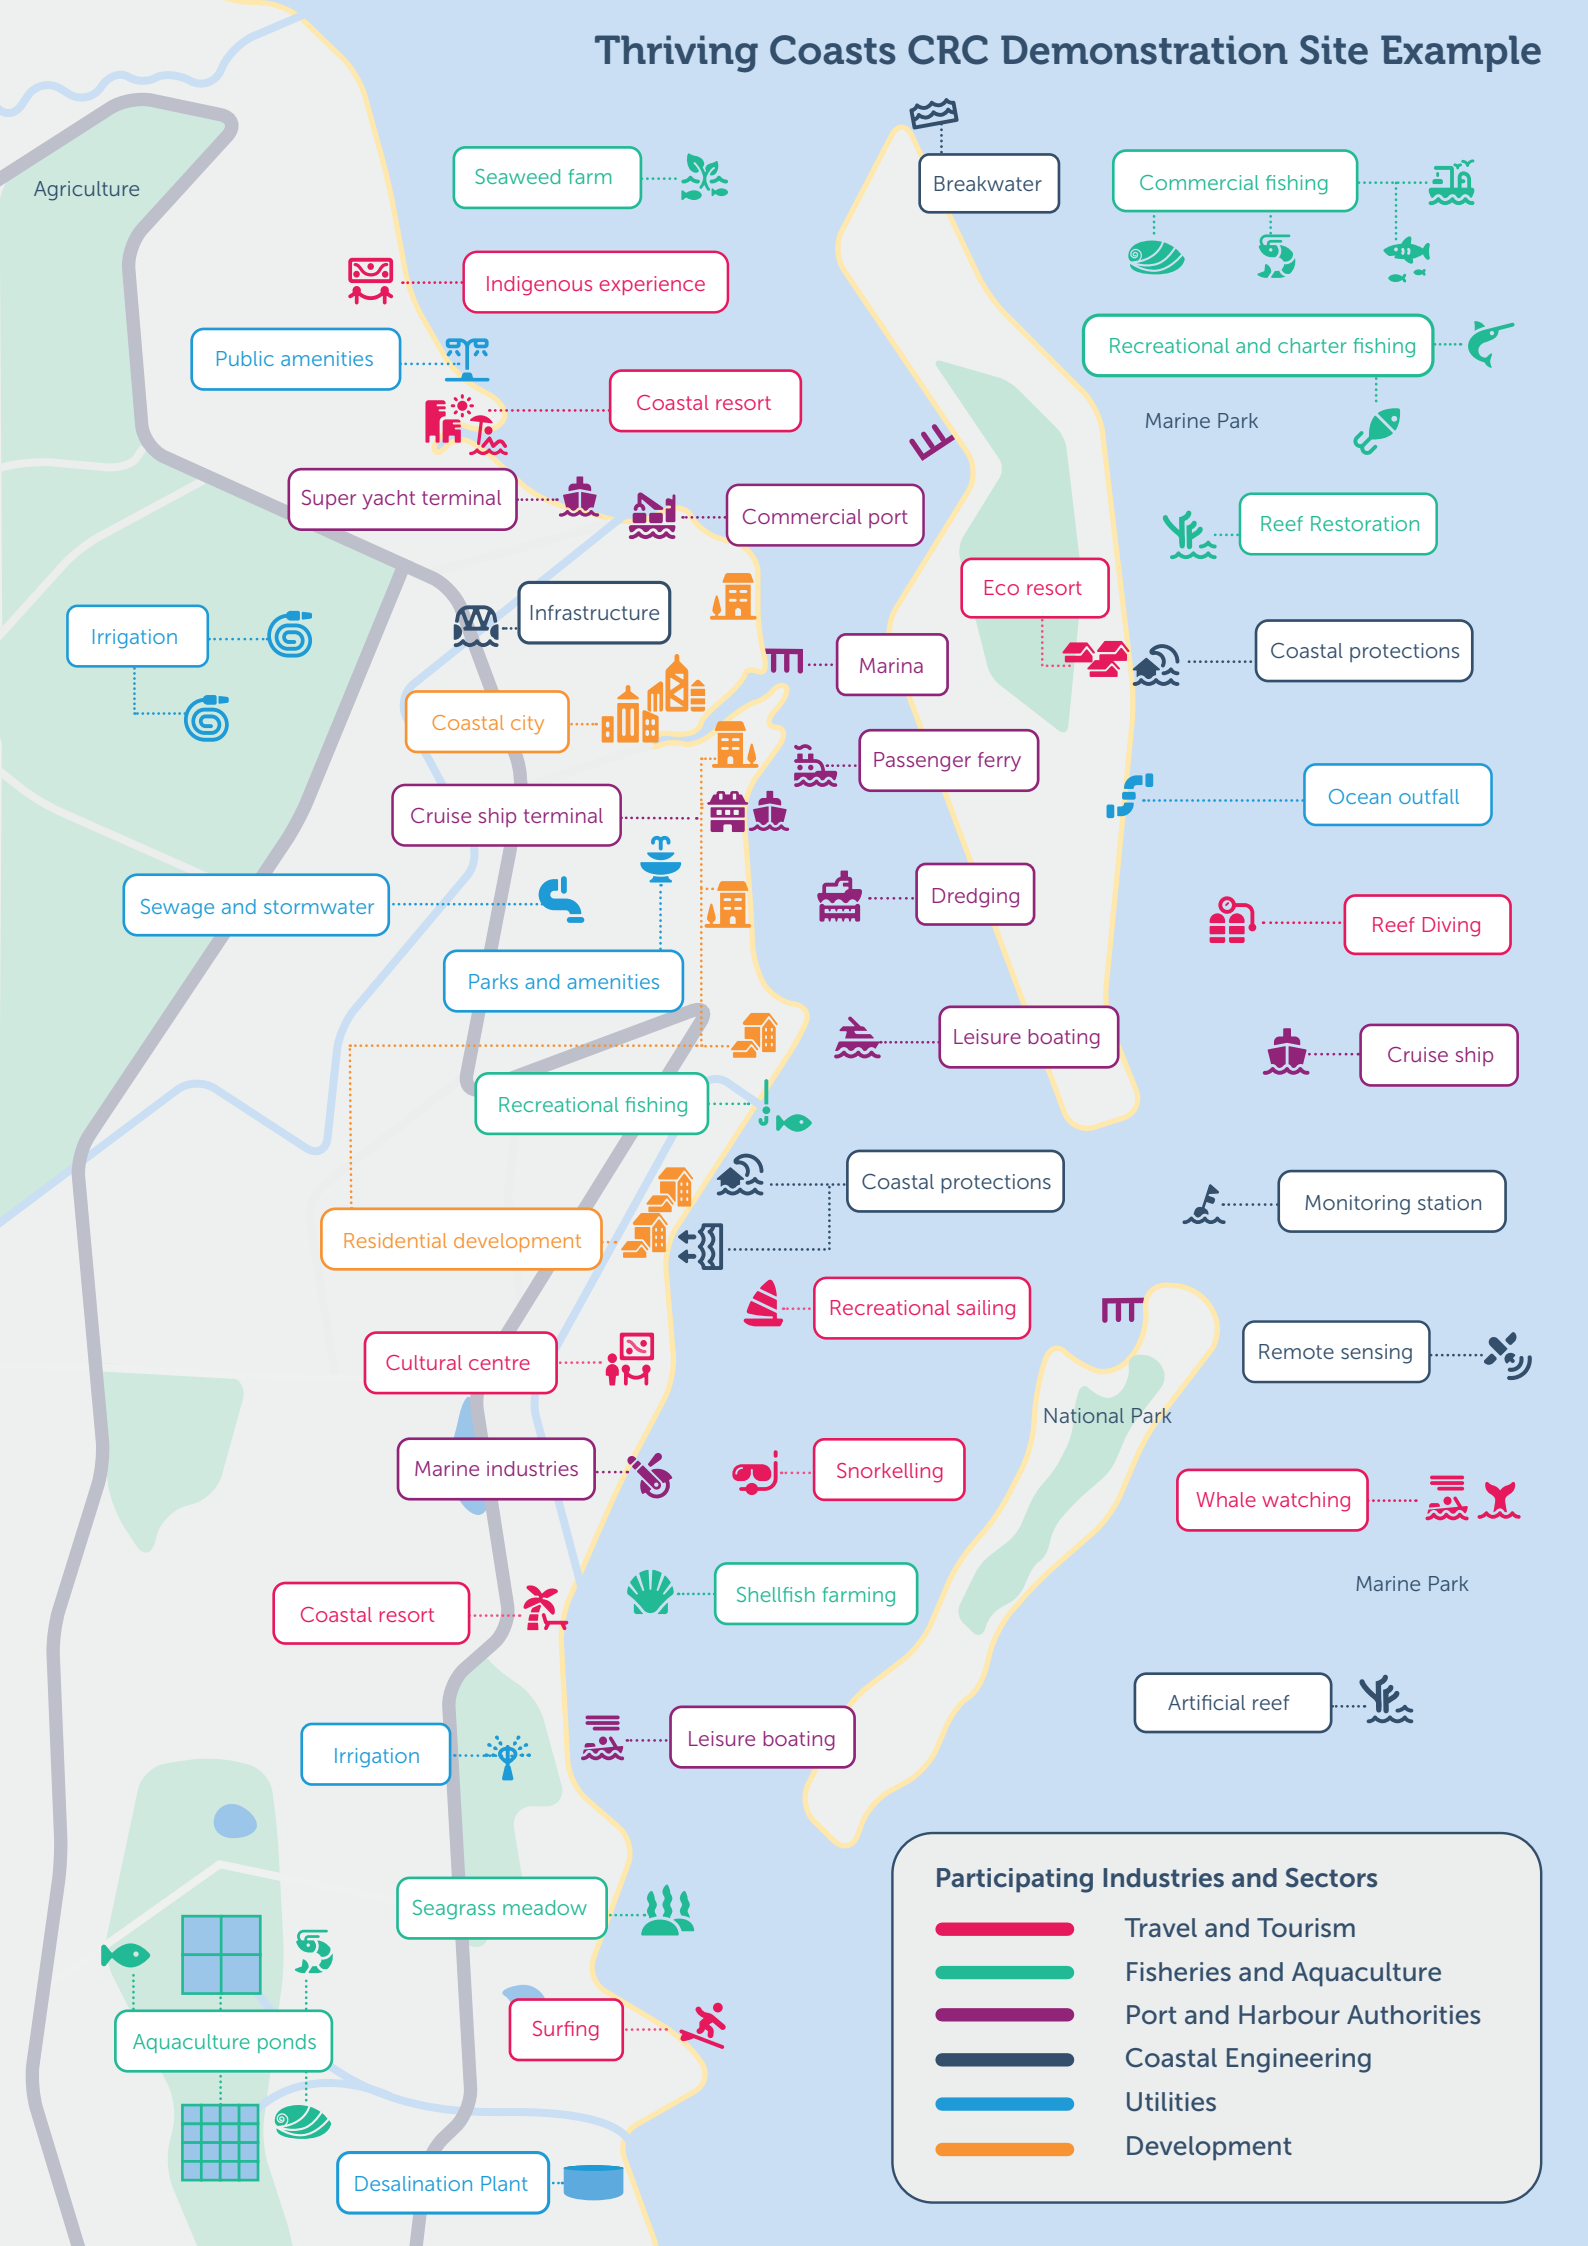 Thriving Coasts CRC Demonstration Site Example
Agriculture
Seaweed farm
Breakwater
Commercial fishing
Indigenous experience
Public amenities
Recreational and charter fishing
Coastal resort
Marine Park
Super yacht terminal
Commercial port
Reef Restoration
Eco resort
Infrastructure
Irrigation
Coastal protections
Marina
Coastal city
Passenger ferry
Ocean outfall
Cruise ship terminal
Dredging
Sewage and stormwater
Reef Diving
Parks and amenities
Leisure boating
Cruise ship
Recreational fishing
Coastal protections
Monitoring station
Residential development
Recreational sailing
Remote sensing
Cultural centre
National Park
Marine industries
Snorkelling
Whale watching
Marine Park
Shellfish farming
Coastal resort
Artificial reef
Leisure boating
Irrigation
Seagrass meadow
Surfing
Aquaculture ponds
Desalination Plant
Participating Industries and Sectors
Travel and Tourism
Fisheries and Aquaculture
Port and Harbour Authorities
Coastal Engineering
Utilities
Development